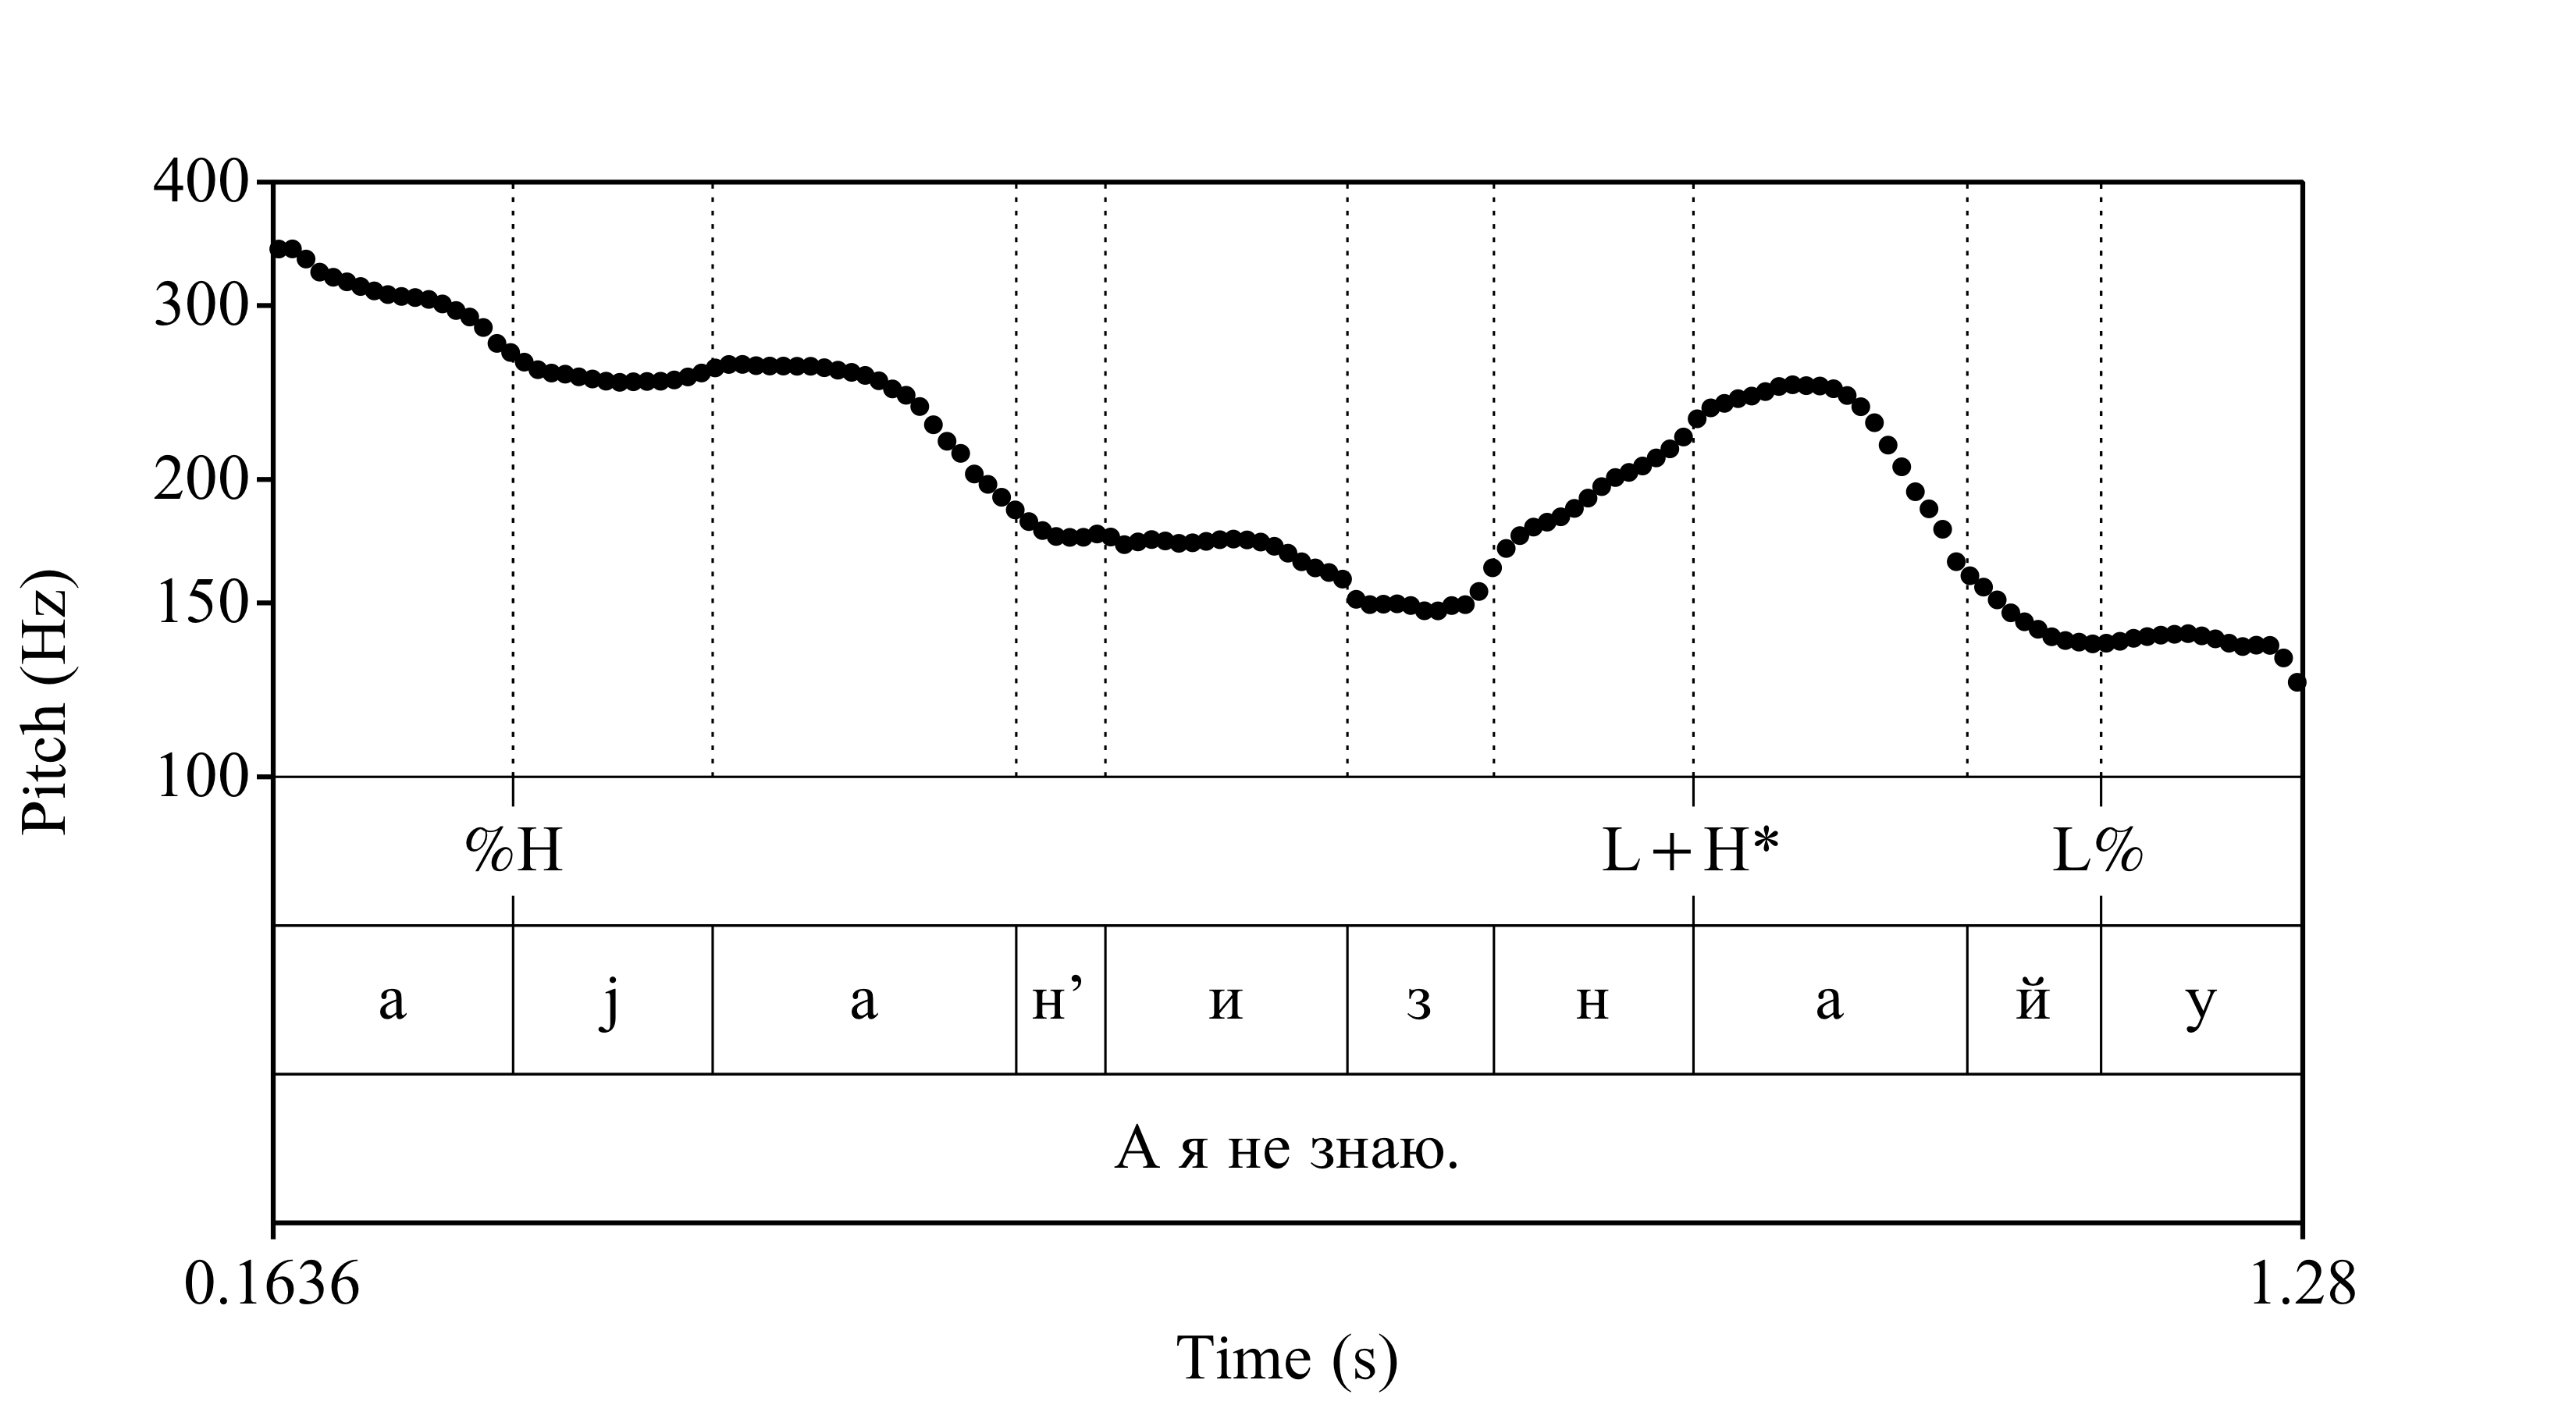 400
300
200
150
100
Pitch (Hz)
%H L+H* L%
а j а н’ и з н а й у
А я не знаю.
0.1636 1.28
Time (s)